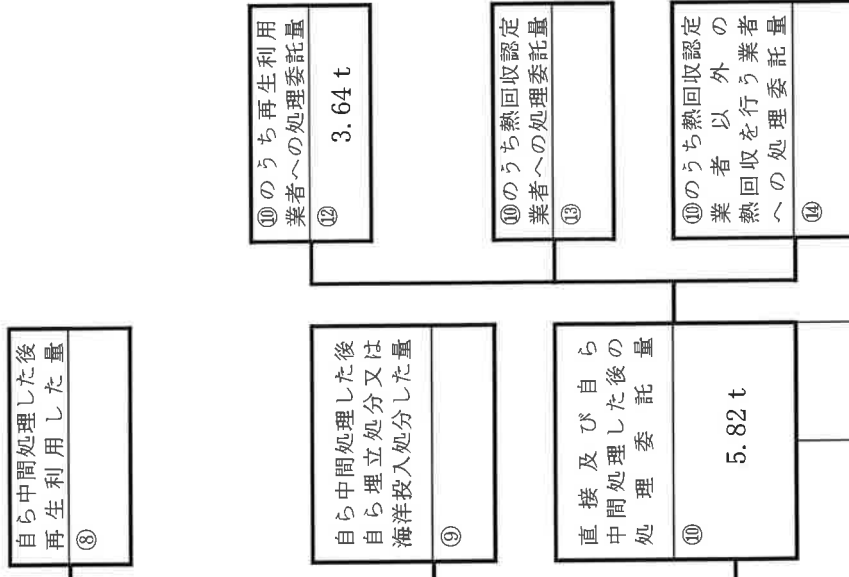 自ら中間処理した後
再生利用した量
⑧
自ら中間処理した後
自ら埋立処分又は
海洋投入処分した量
⑨
直接及び自ら
中間処理した後の
処理委託量
⑩
5.82 t
⑩のうち再生利用
業者への処理委託量
⑫
3.64 t
⑩のうち熱回収認定
業者への処理委託量
⑬
⑩のうち熱回収認定
業者以外の
熱回収を行う業者
への処理委託量
⑭